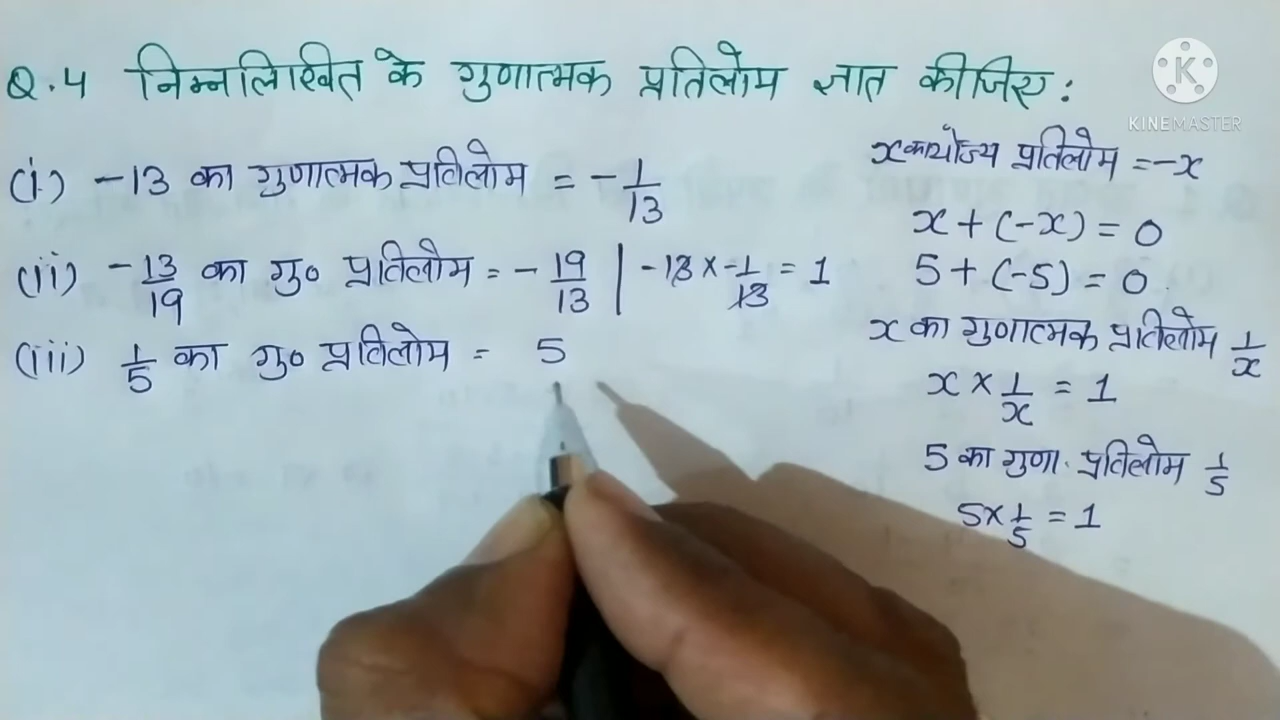 Q.4 निम्नलिखित के गुणात्मक प्रतिलोम ज्ञात कीजिए:
(i) -13 का गुणात्मक प्रतिलोम = -1/13
(ii) -13/19 का गु० प्रतिलोम = -19/13 | -13 × -1/13 = 1
(iii) 1/5 का गु० प्रतिलोम = 5
K
KINEMASTER
x का योज्य प्रतिलोम = -x
x + (-x) = 0
5 + (-5) = 0
x का गुणात्मक प्रतिलोम 1/x
x × 1/x = 1
5 का गुणा. प्रतिलोम 1/5
5 × 1/5 = 1